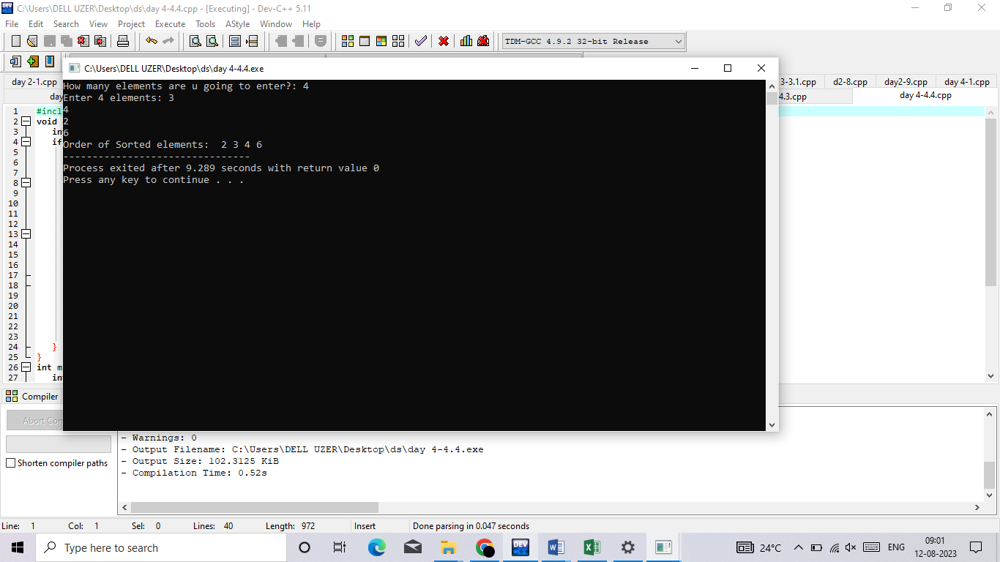 C:\Users\DELL UZER\Desktop\ds\day 4-4.4.cpp - [Executing] - Dev-C++ 5.11
File Edit Search View Project Execute Tools AStyle Window Help
TDM-GCC 4.9.2 32-bit Release
C:\Users\DELL UZER\Desktop\ds\day 4-4.4.exe
day 2-1.cpp 3-3.1.cpp d2-8.cpp day2-9.cpp day 4-1.cpp
day 4.3.cpp day 4-4.4.cpp
How many elements are u going to enter?: 4
Enter 4 elements: 3
4
2
6
Order of Sorted elements:  2 3 4 6
--------------------------------
Process exited after 9.289 seconds with return value 0
Press any key to continue . . .
1 #incl
2 void
3 in
4 if
5
6
7
8
9
10
11
12
13
14
15
16
17
18
19
20
21
22
23
24 }
25 }
26 int m
27 int
Compiler
Abort Con
Shorten compiler paths
- Warnings: 0
- Output Filename: C:\Users\DELL UZER\Desktop\ds\day 4-4.4.exe
- Output Size: 102.3125 KiB
- Compilation Time: 0.52s
Line: 1 Col: 1 Sel: 0 Lines: 40 Length: 972 Insert Done parsing in 0.047 seconds
Type here to search
DEV
24°C ENG
09:01
12-08-2023